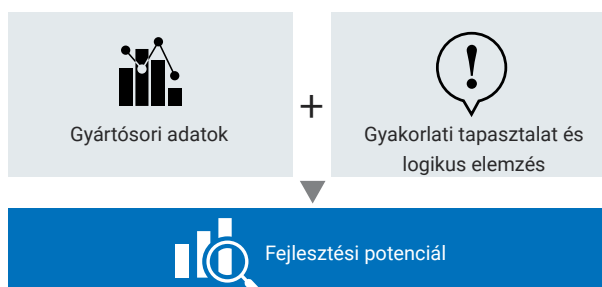 Gyártósori adatok
+
Gyakorlati tapasztalat és
logikus elemzés
Fejlesztési potenciál